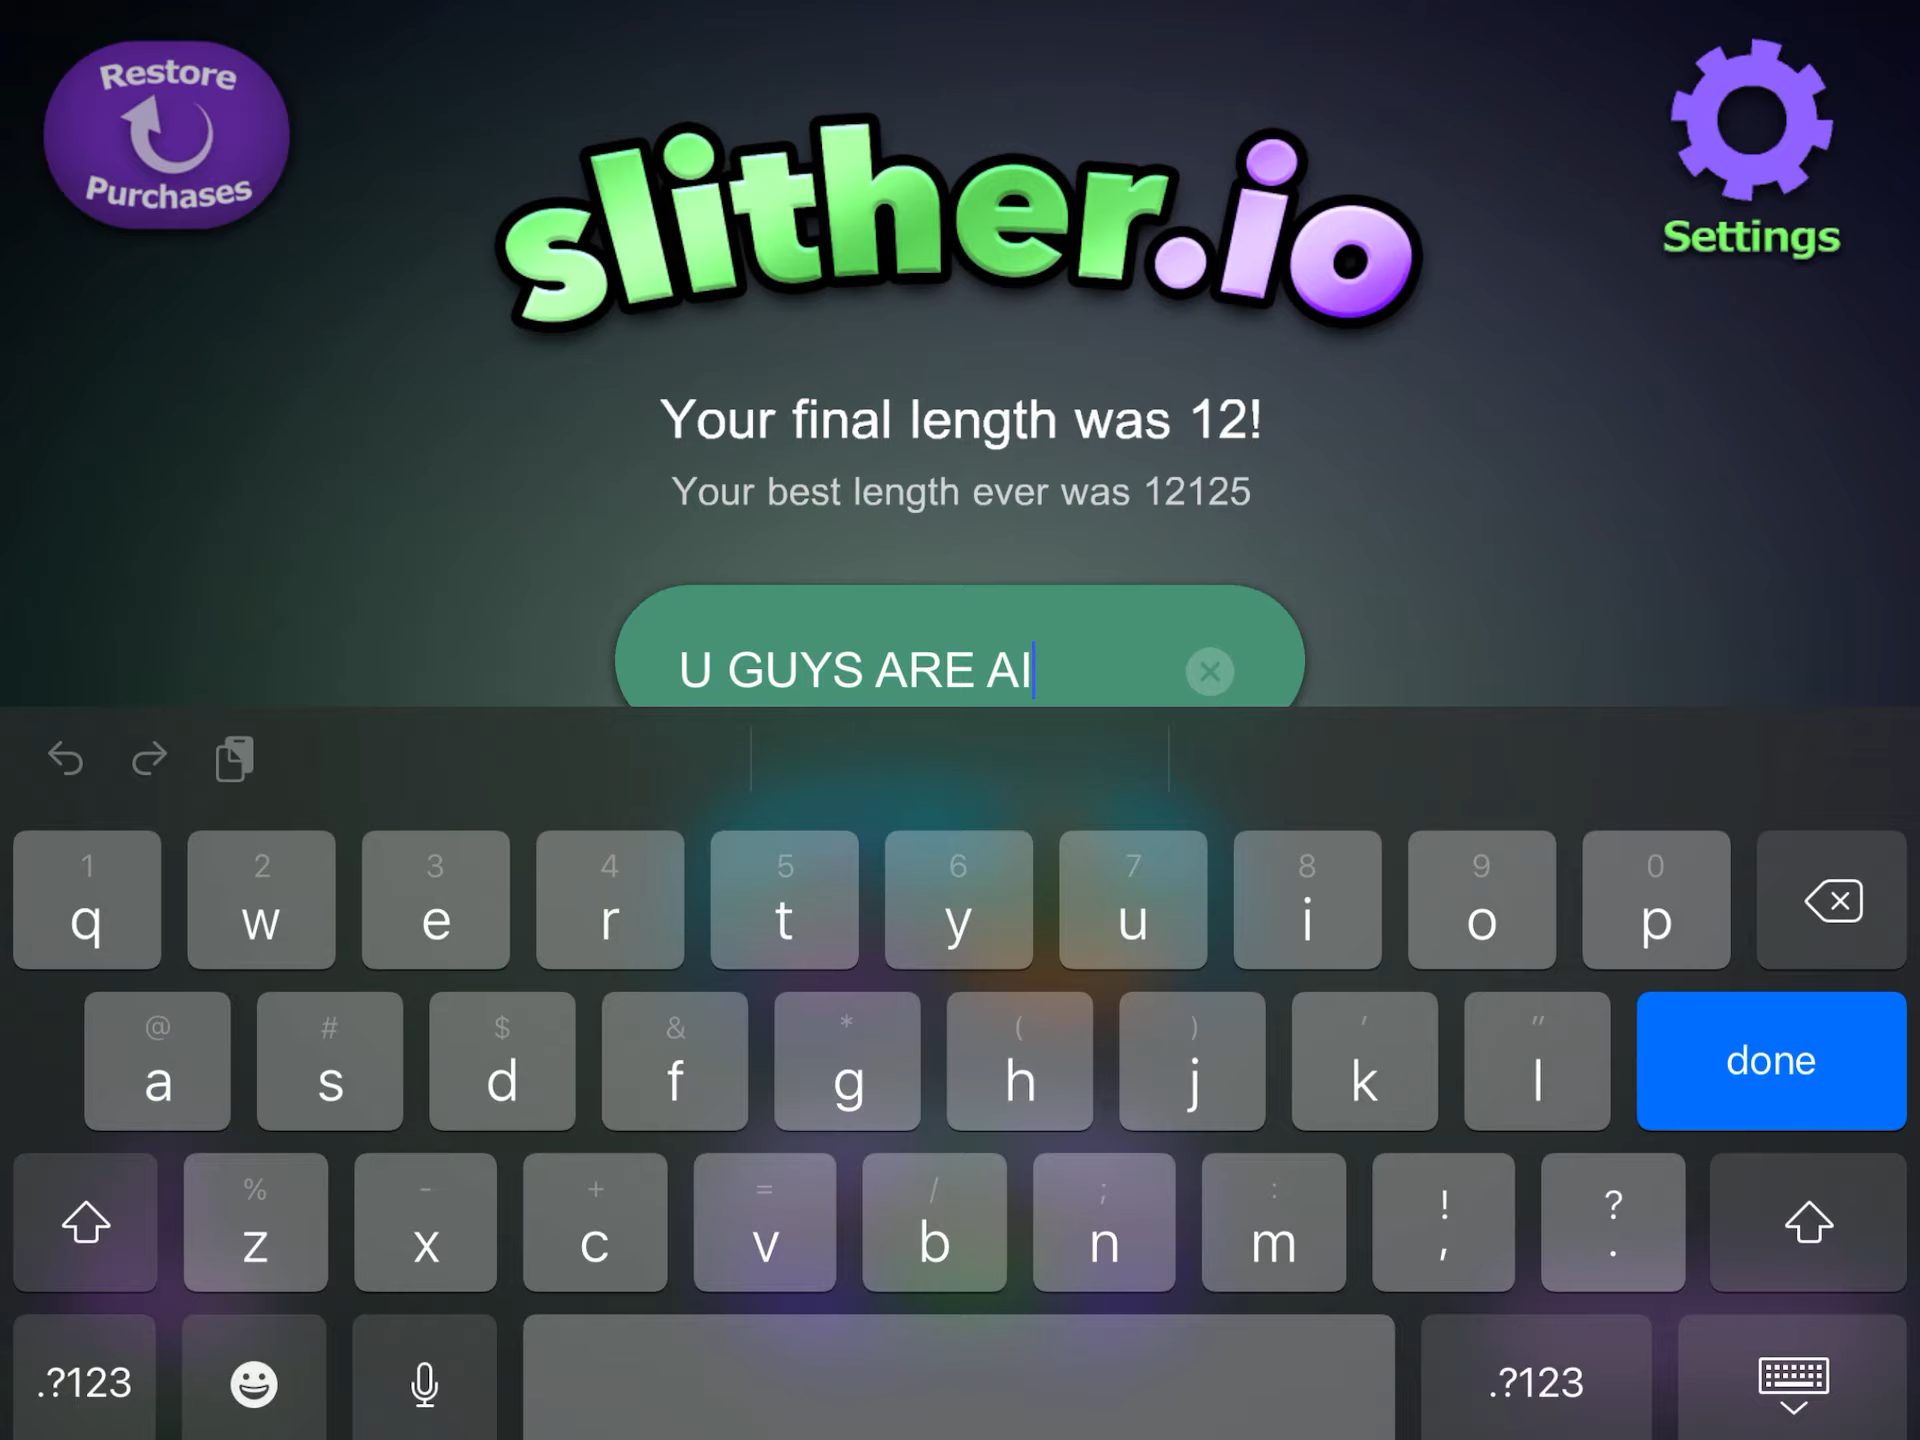 Restore
Purchases
slither.io
Settings
Your final length was 12!
Your best length ever was 12125
U GUYS ARE AI
1 2 3 4 5 6 7 8 9 0
q w e r t y u i o p
@ # $ & * ( ) ' "
a s d f g h j k l done
% - + = / ; : ! ?
z x c v b n m , .
.?123 .?123